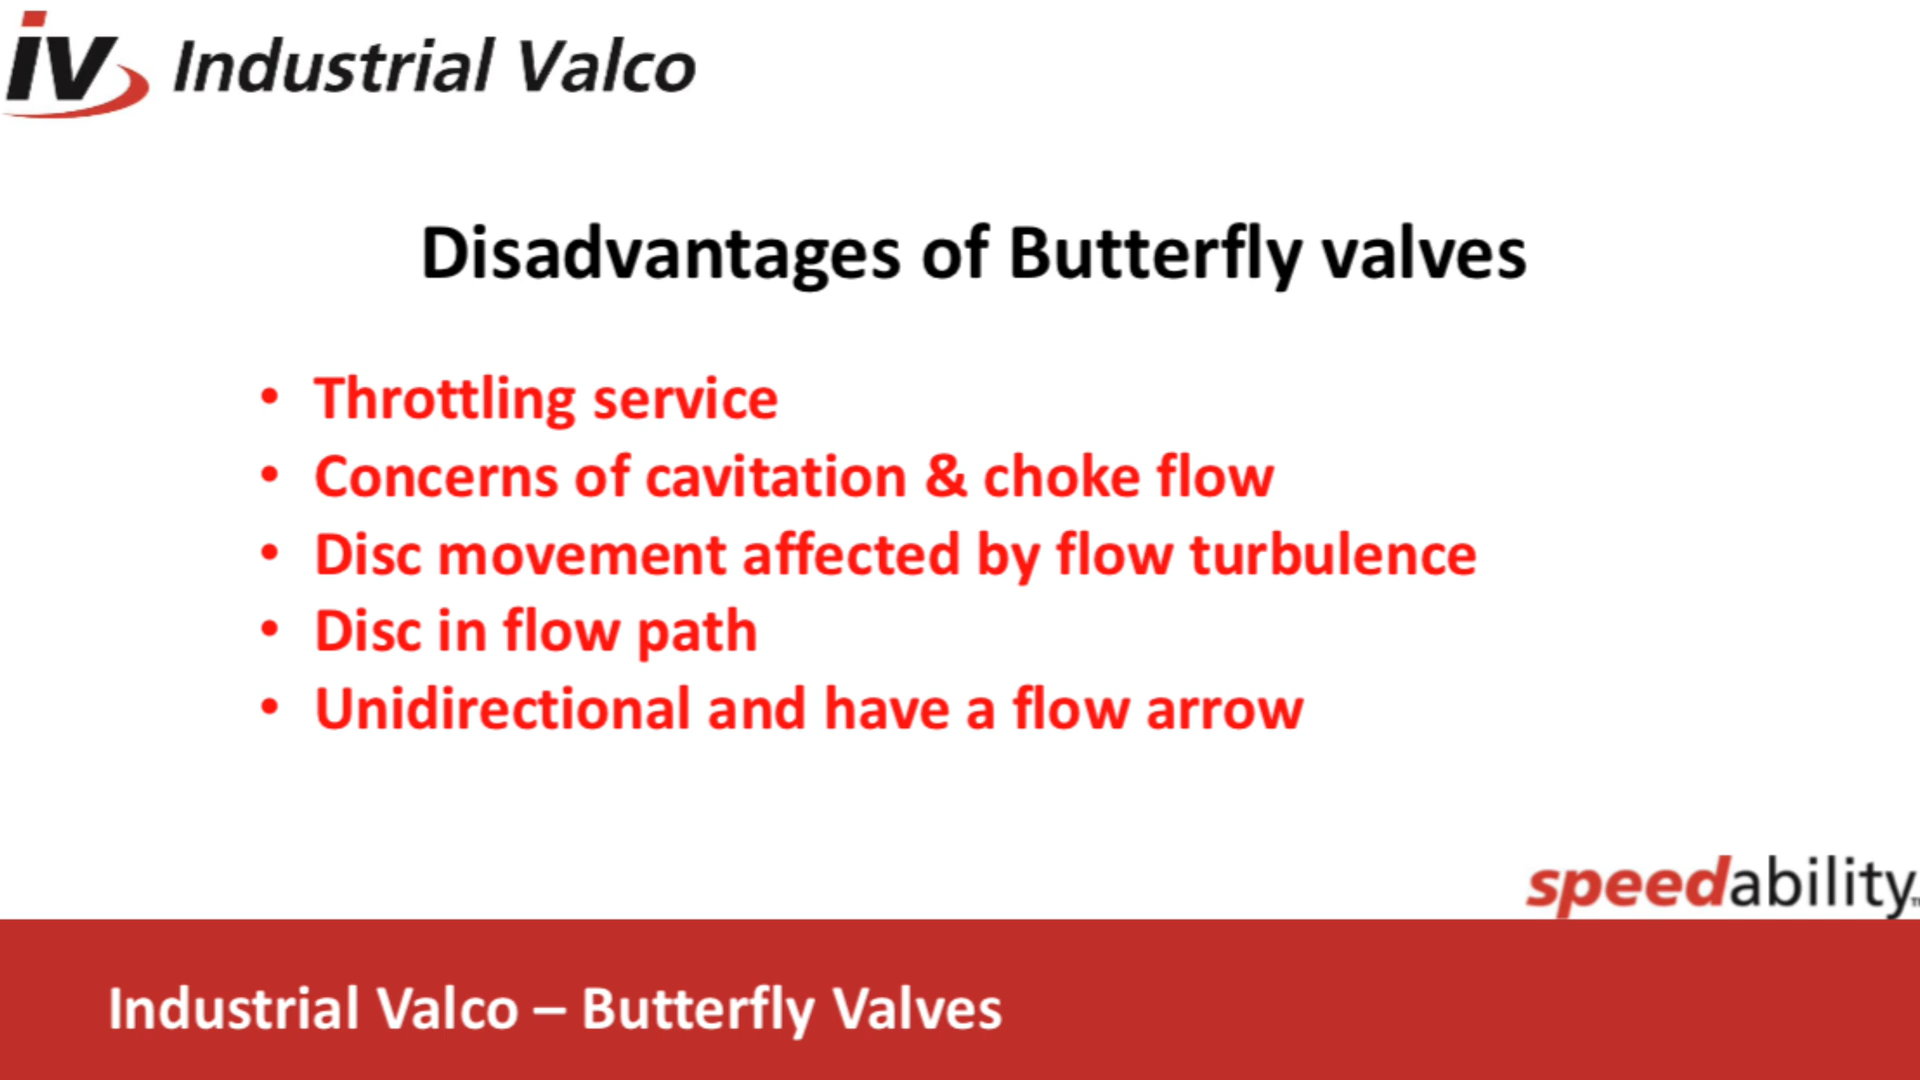 iv Industrial Valco
Disadvantages of Butterfly valves
• Throttling service
• Concerns of cavitation & choke flow
• Disc movement affected by flow turbulence
• Disc in flow path
• Unidirectional and have a flow arrow
speedability™
Industrial Valco – Butterfly Valves